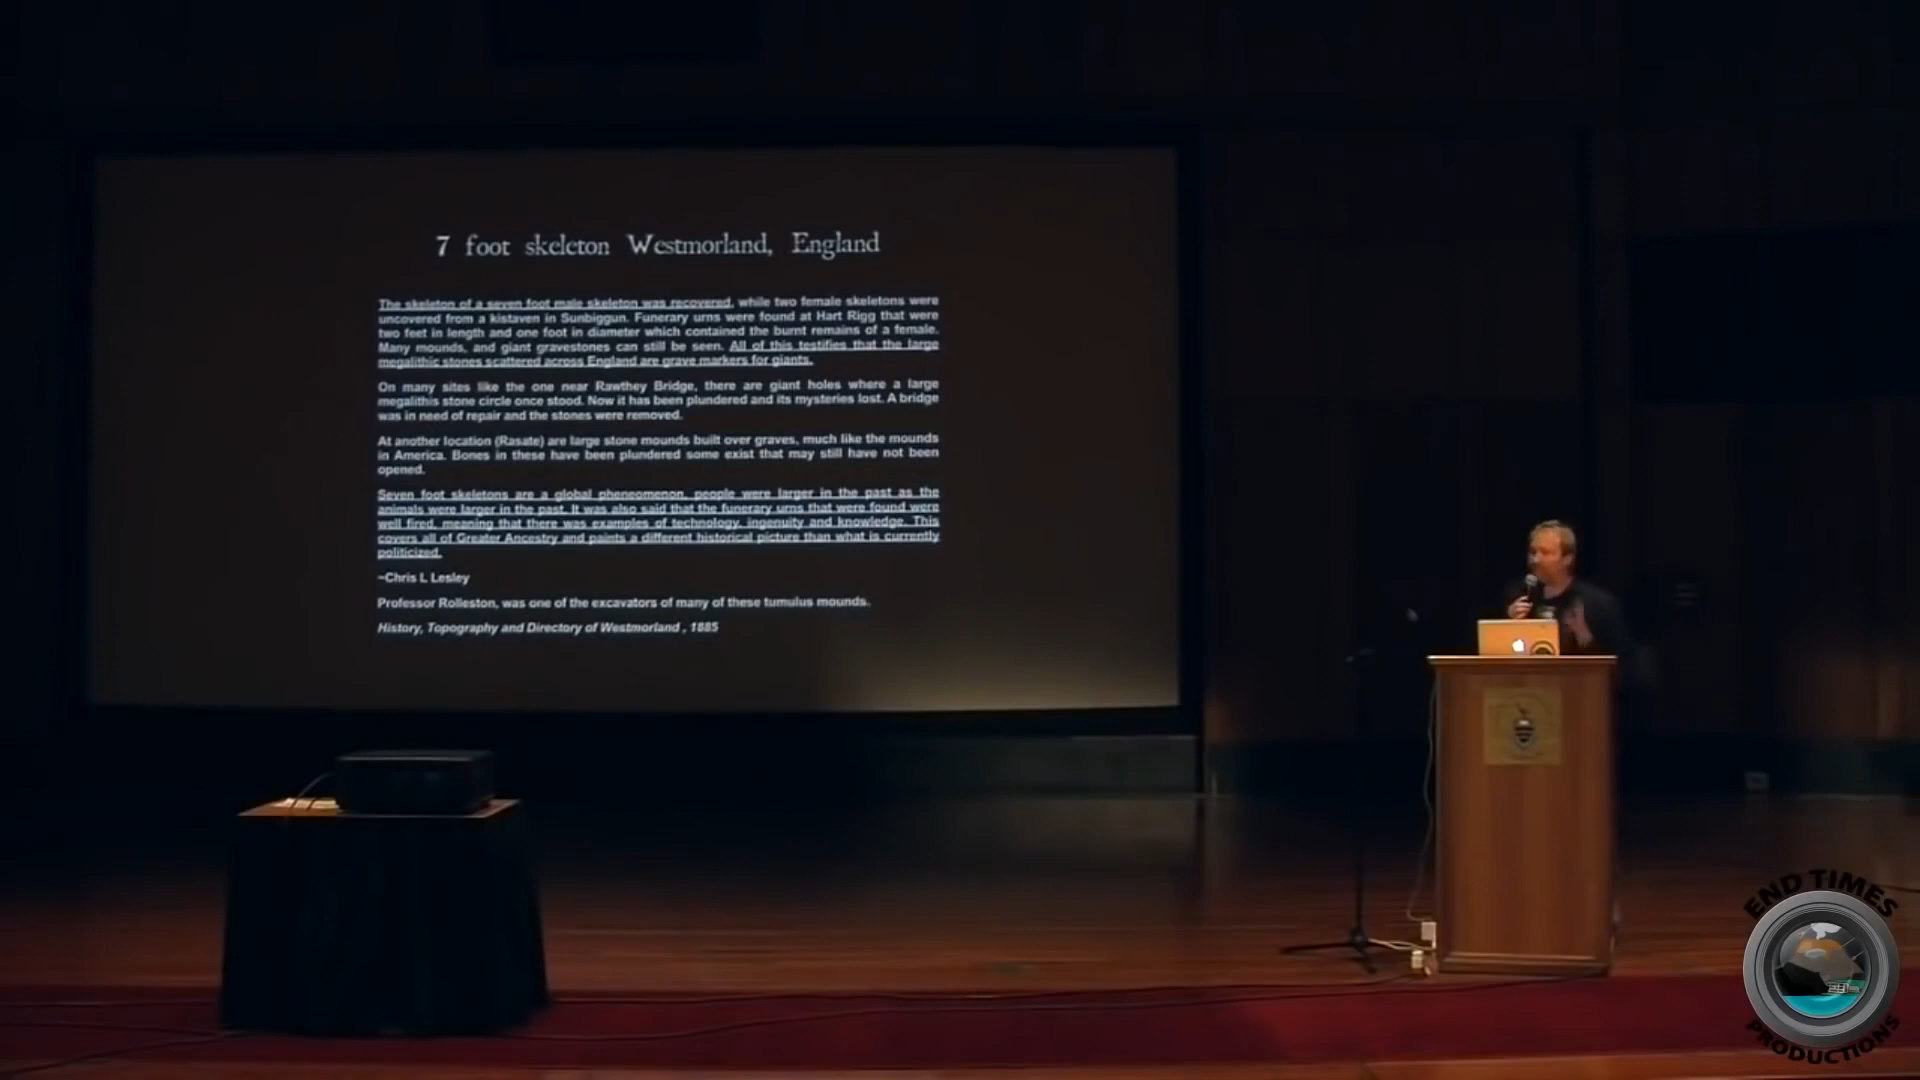 7 foot skeleton Westmorland, England
The skeleton of a seven foot male skeleton was recovered, while two female skeletons were
uncovered from a kistaven in Sunbiggun. Funerary urns were found at Hart Rigg that were
two feet in length and one foot in diameter which contained the burnt remains of a female.
Many mounds, and giant gravestones can still be seen. All of this testifies that the large
megalithic stones scattered across England are grave markers for giants.
On many sites like the one near Rawthey Bridge, there are giant holes where a large
megalithis stone circle once stood. Now it has been plundered and its mysteries lost. A bridge
was in need of repair and the stones were removed.
At another location (Rasate) are large stone mounds built over graves, much like the mounds
in America. Bones in these have been plundered some exist that may still have not been
opened.
Seven foot skeletons are a global pheneomenon, people were larger in the past as the
animals were larger in the past. It was also said that the funerary urns that were found were
well fired, meaning that there was examples of technology, ingenuity and knowledge. This
covers all of Greater Ancestry and paints a different historical picture than what is currently
politicized.
~Chris L Lesley
Professor Rolleston, was one of the excavators of many of these tumulus mounds.
History, Topography and Directory of Westmorland , 1885
END TIMES
PRODUCTIONS